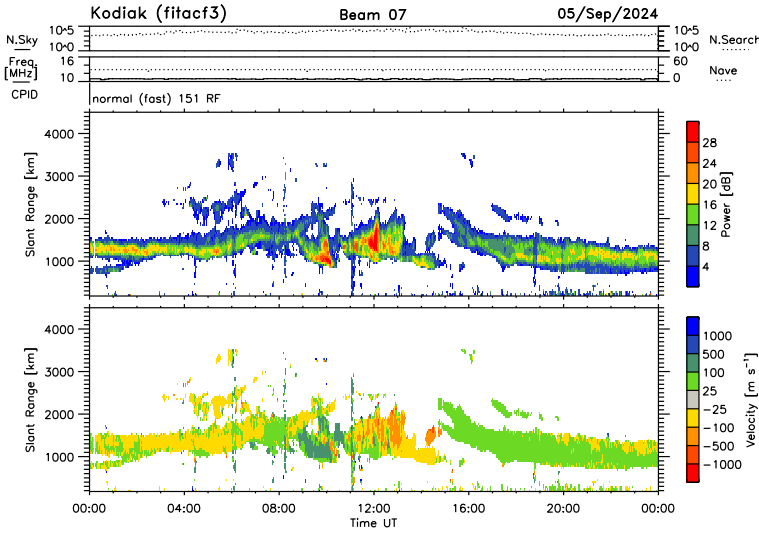 Kodiak (fitacf3) Beam 07 05/Sep/2024
N.Sky 10^5 10^0 10^5 10^0 N.Search
Freq. [MHz] 16 10 60 0 Nave
CPID normal (fast) 151 RF
Slant Range [km] 4000 3000 2000 1000
28 24 20 16 12 8 4 Power [dB]
Slant Range [km] 4000 3000 2000 1000
1000 500 100 25 -25 -100 -500 -1000 Velocity [m s^-1]
00:00 04:00 08:00 12:00 16:00 20:00 00:00
Time UT